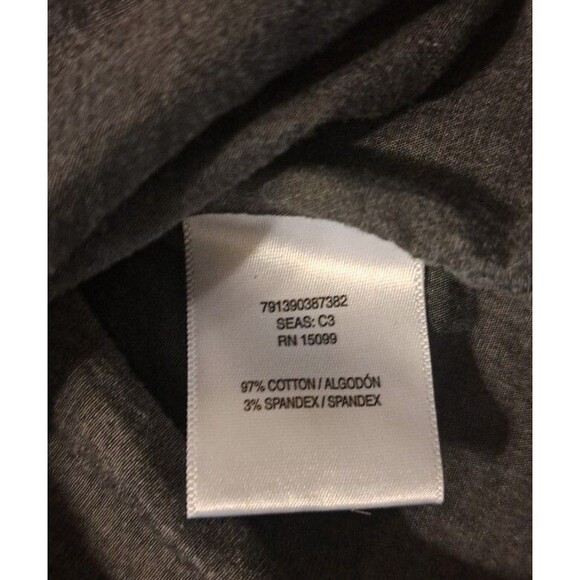 791390387382
SEAS: C3
RN 15099
97% COTTON / ALGODÓN
3% SPANDEX / SPANDEX